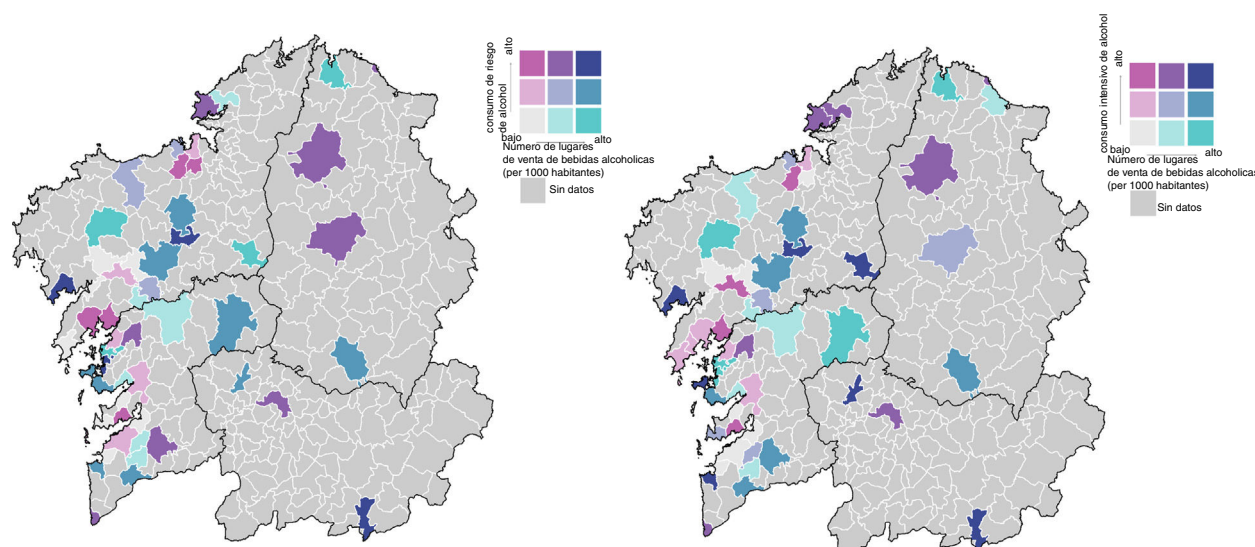 consumo de riesgo
de alcohol
alto
bajo
alto
Número de lugares
de venta de bebidas alcoholicas
(per 1000 habitantes)
Sin datos
consumo intensivo de alcohol
alto
bajo
alto
Número de lugares
de venta de bebidas alcoholicas
(per 1000 habitantes)
Sin datos